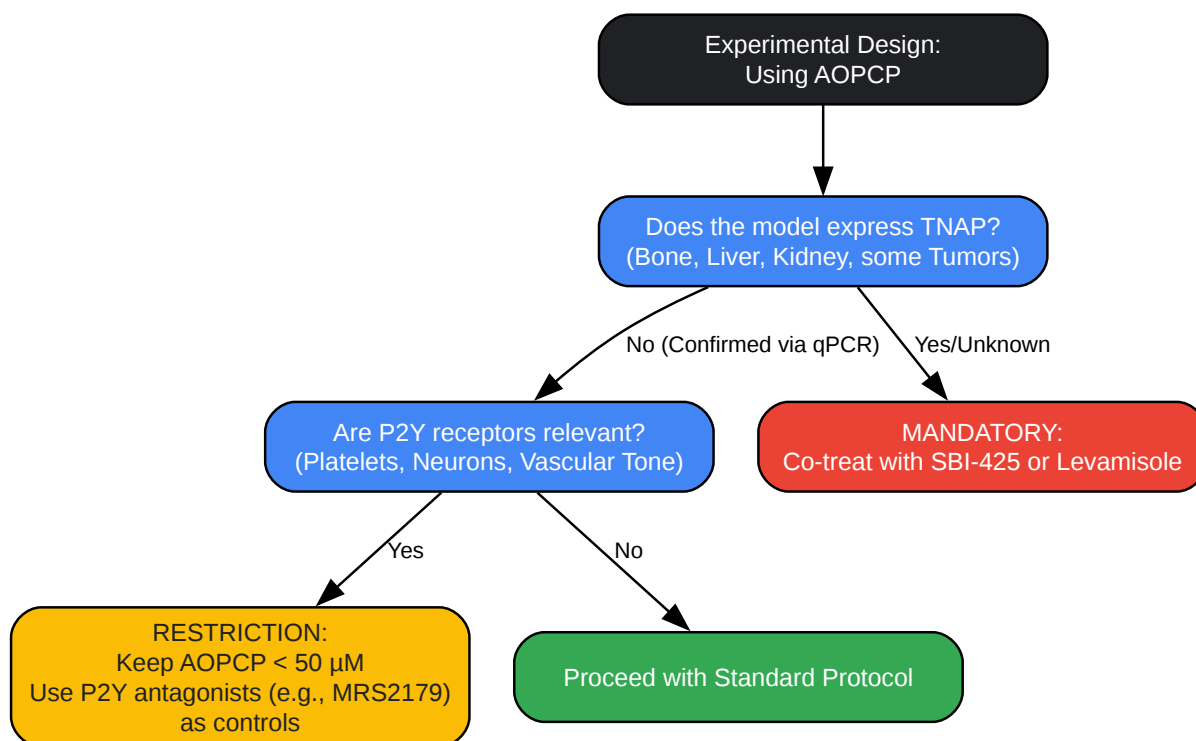 Experimental Design:
Using AOPCP
Does the model express TNAP?
(Bone, Liver, Kidney, some Tumors)
No (Confirmed via qPCR)
Yes/Unknown
Are P2Y receptors relevant?
(Platelets, Neurons, Vascular Tone)
MANDATORY:
Co-treat with SBI-425 or Levamisole
Yes
No
RESTRICTION:
Keep AOPCP < 50 µM
Use P2Y antagonists (e.g., MRS2179)
as controls
Proceed with Standard Protocol